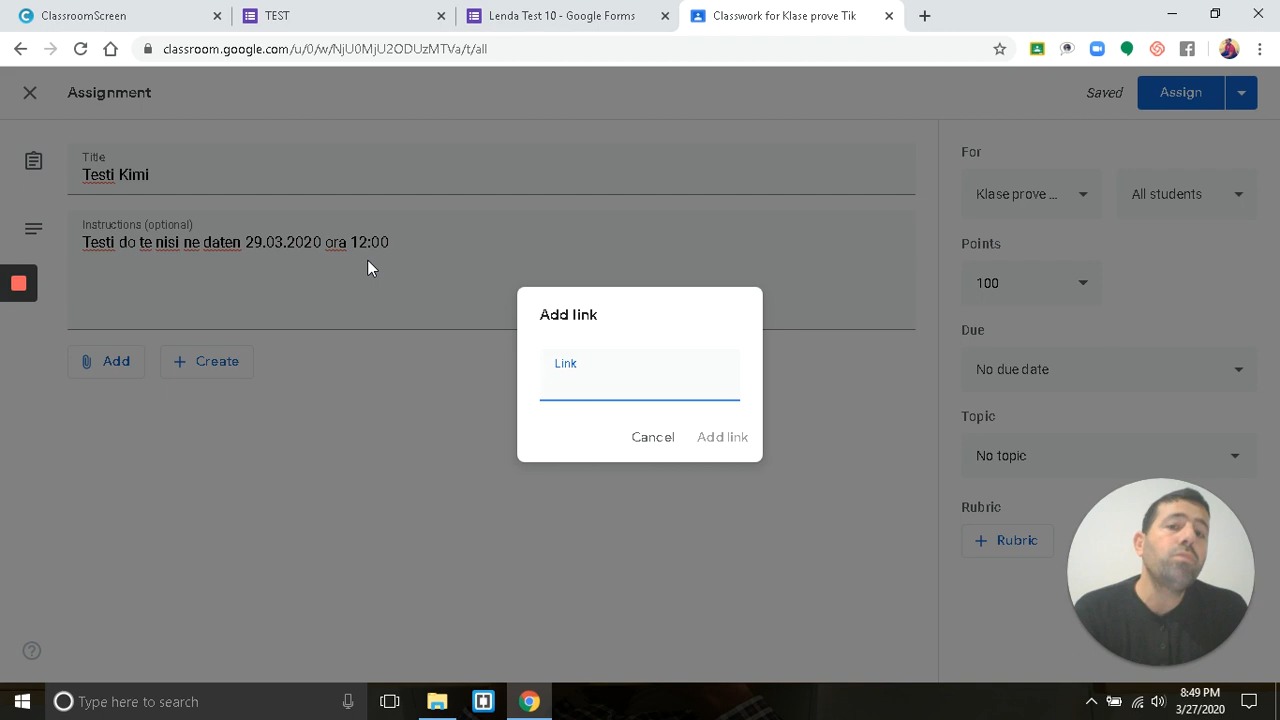 ClassroomScreen
TEST
Lenda Test 10 - Google Forms
Classwork for Klase prove Tik
classroom.google.com/u/0/w/NjU0MjU2ODUzMTVa/t/all
Assignment
Saved
Assign
Title
Testi Kimi
Instructions (optional)
Testi do te nisi ne daten 29.03.2020 ora 12:00
Add
Create
Add link
Link
Cancel
Add link
For
Klase prove ...
All students
Points
100
Due
No due date
Topic
No topic
Rubric
Rubric
Type here to search
8:49 PM
3/27/2020